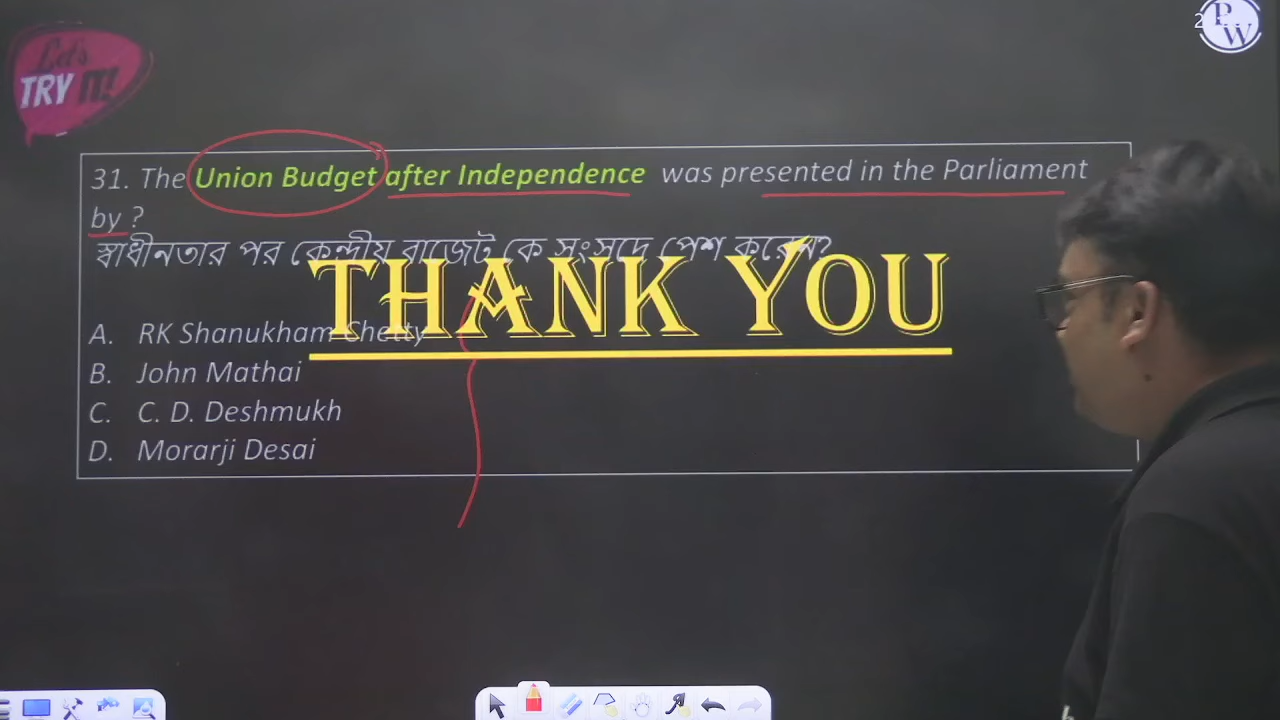 Let's
TRY IT!
PW
31. The Union Budget after Independence was presented in the Parliament
by ?
স্বাধীনতার পর কেন্দ্রীয় বাজেট কে সংসদে পেশ করেন?
THANK YOU
A. RK Shanukham Chetty
B. John Mathai
C. C. D. Deshmukh
D. Morarji Desai